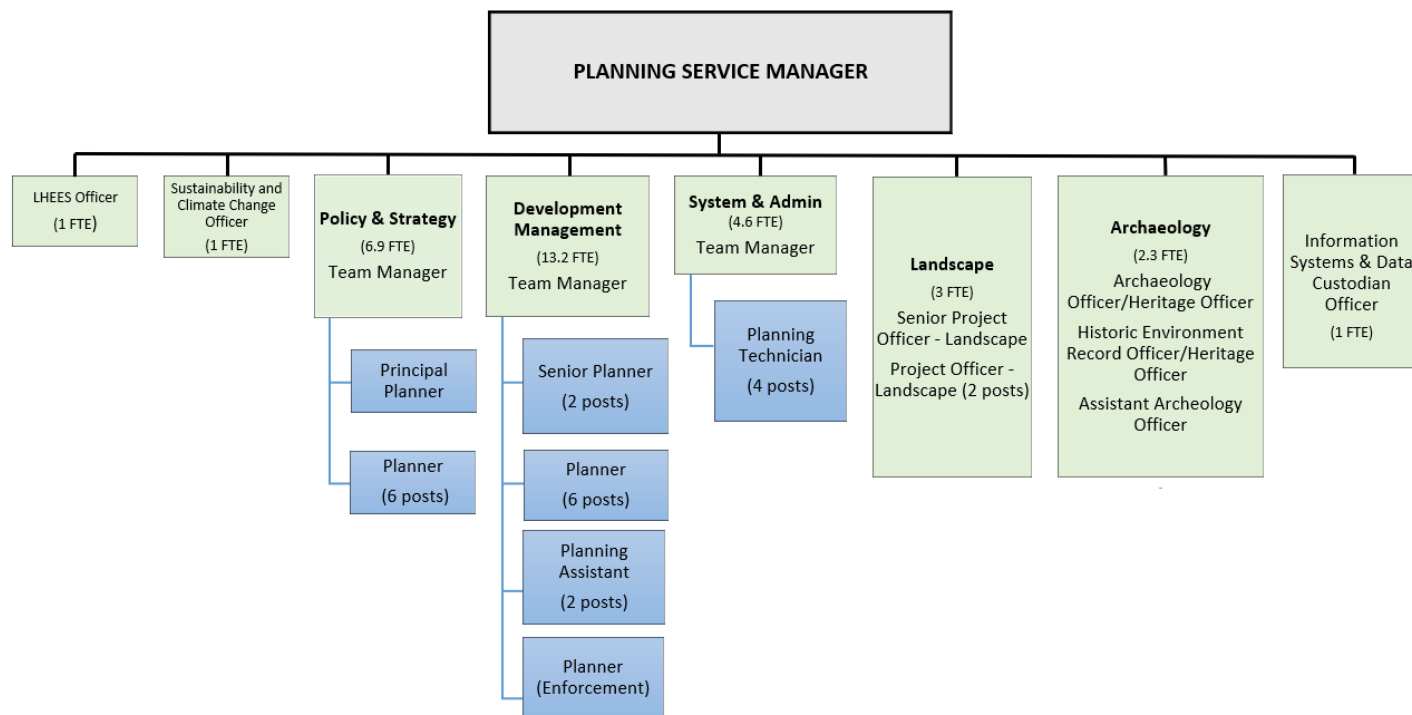 PLANNING SERVICE MANAGER
LHEES Officer
(1 FTE)
Sustainability and
Climate Change
Officer
(1 FTE)
Policy & Strategy
(6.9 FTE)
Team Manager
Principal
Planner
Planner
(6 posts)
Development
Management
(13.2 FTE)
Team Manager
Senior Planner
(2 posts)
Planner
(6 posts)
Planning
Assistant
(2 posts)
Planner
(Enforcement)
System & Admin
(4.6 FTE)
Team Manager
Planning
Technician
(4 posts)
Landscape
(3 FTE)
Senior Project
Officer - Landscape
Project Officer -
Landscape (2 posts)
Archaeology
(2.3 FTE)
Archaeology
Officer/Heritage Officer
Historic Environment
Record Officer/Heritage
Officer
Assistant Archeology
Officer
Information
Systems & Data
Custodian
Officer
(1 FTE)